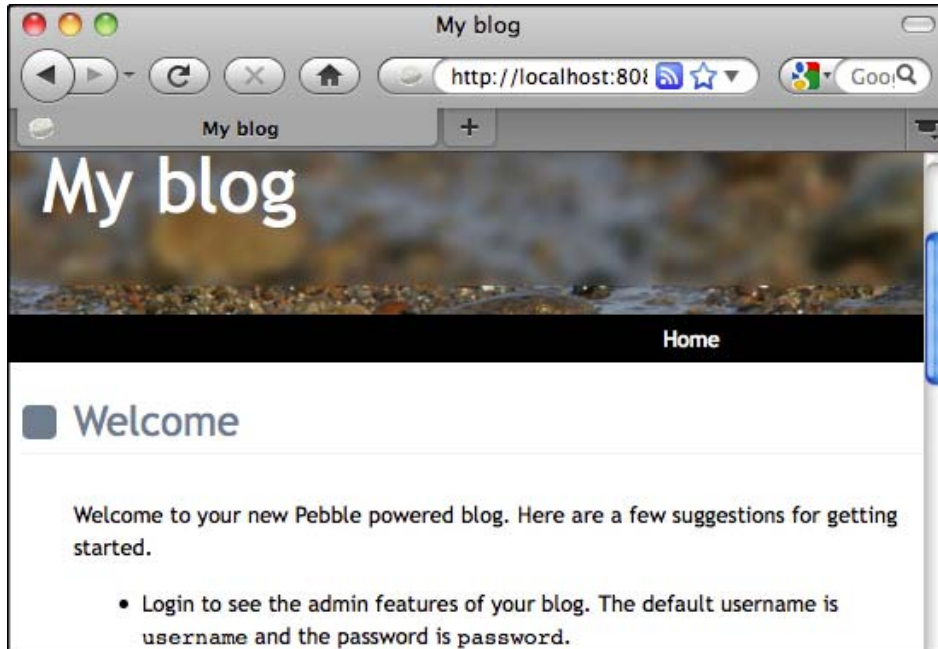 My blog
http://localhost:808
Goo
My blog
My blog
Home
Welcome
Welcome to your new Pebble powered blog. Here are a few suggestions for getting
started.
Login to see the admin features of your blog. The default username is
username and the password is password.